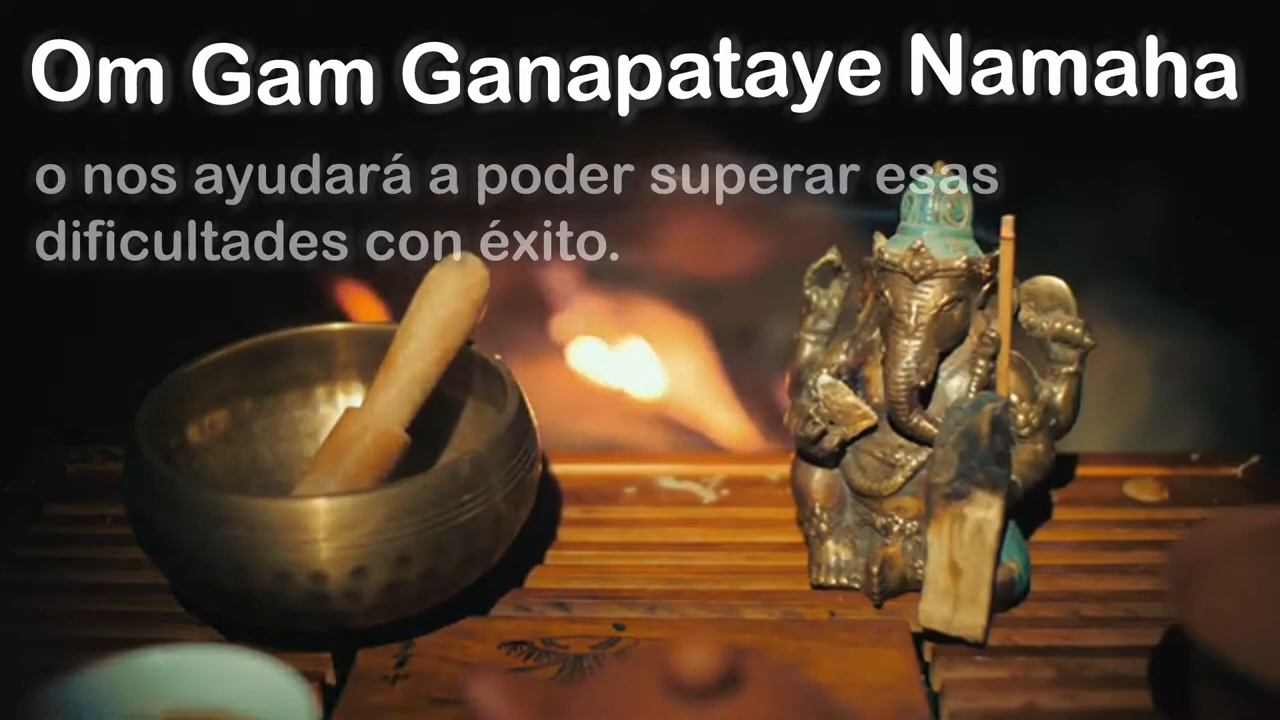 Om Gam Ganapataye Namaha
o nos ayudará a poder superar esas
dificultades con éxito.